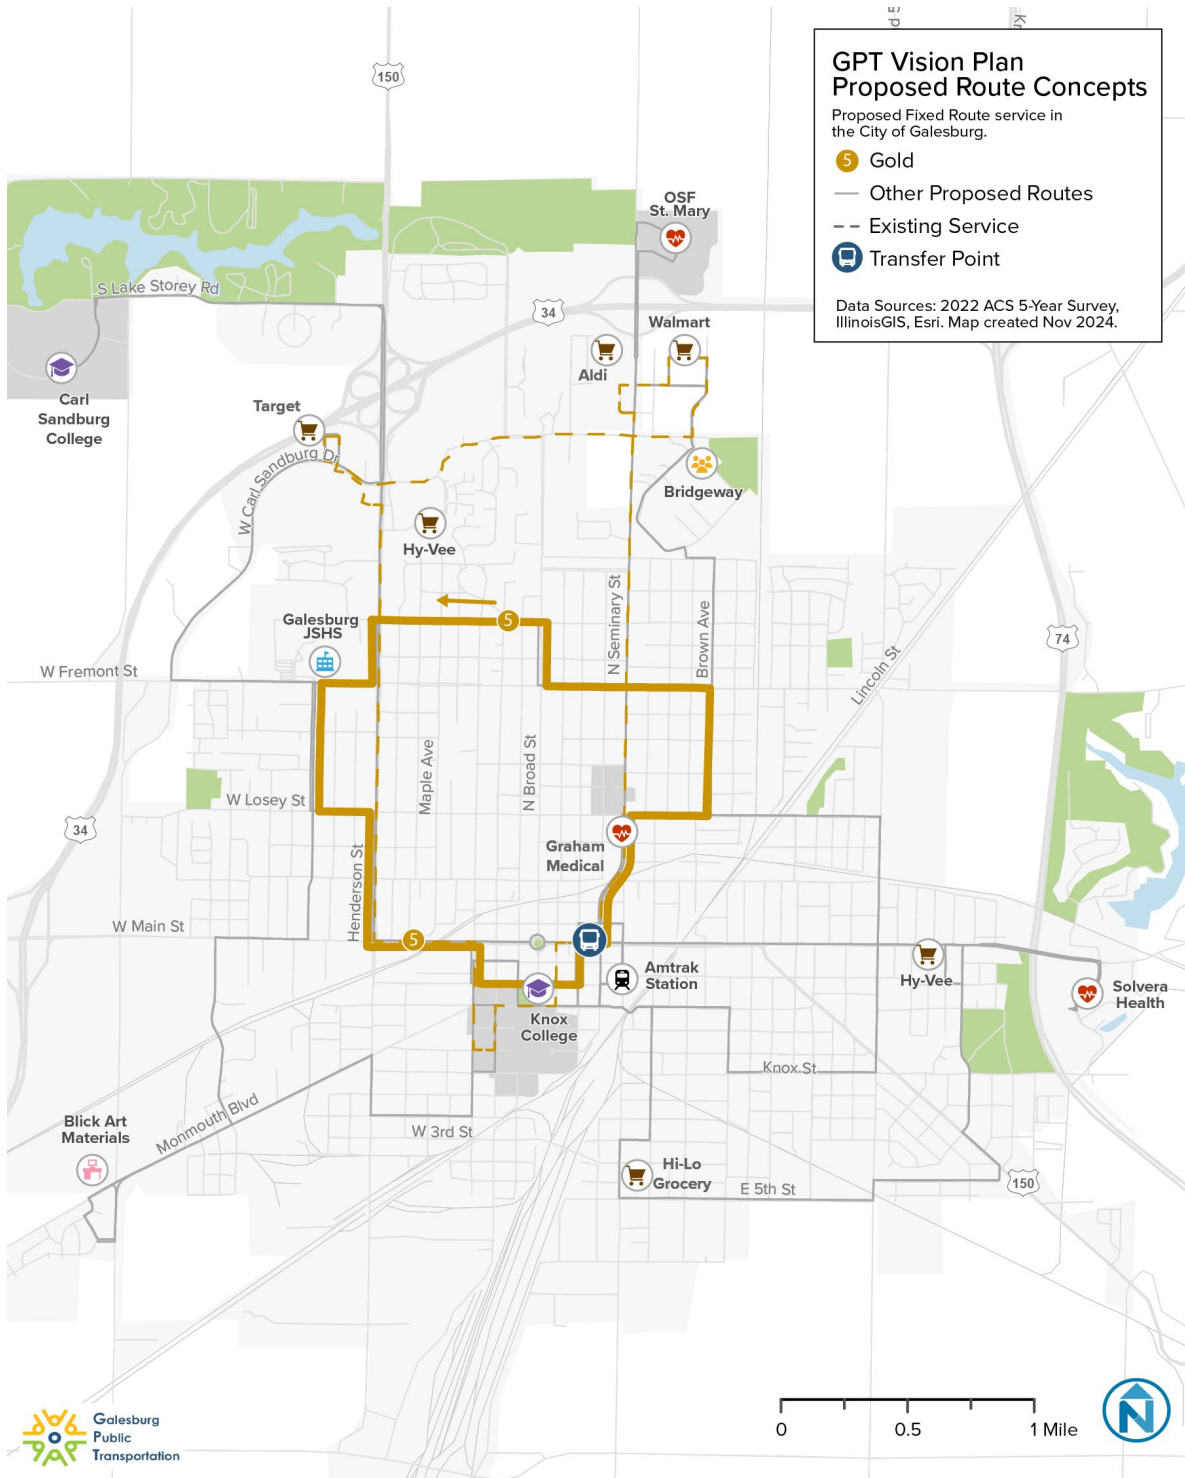 150
GPT Vision Plan
Proposed Route Concepts
Proposed Fixed Route service in
the City of Galesburg.
5 Gold
Other Proposed Routes
Existing Service
Transfer Point
Data Sources: 2022 ACS 5-Year Survey,
IllinoisGIS, Esri. Map created Nov 2024.
OSF
St. Mary
S Lake Storey Rd
34
Walmart
Aldi
Carl
Sandburg
College
Target
W Carl Sandburg Dr
Bridgeway
Hy-Vee
N Seminary St
Brown Ave
Galesburg
JSHS
5
W Fremont St
Lincoln St
74
Maple Ave
N Broad St
W Losey St
34
Henderson St
Graham
Medical
W Main St
5
Amtrak
Station
Hy-Vee
Solvera
Health
Knox
College
Knox St
Monmouth Blvd
Blick Art
Materials
W 3rd St
Hi-Lo
Grocery
E 5th St
150
Galesburg
Public
Transportation
0 0.5 1 Mile
N